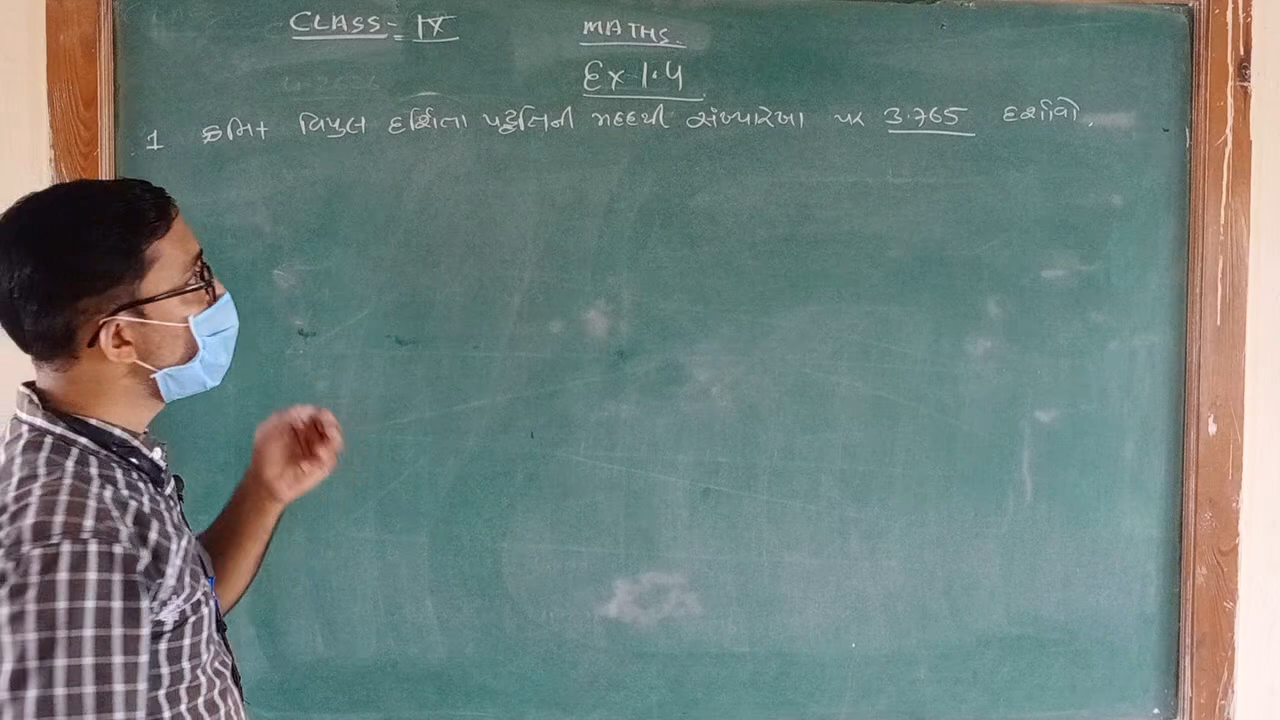 CLASS - IX MATHS.
Ex 1.4
1 ક્રમિક વિપુલ દર્શિતા પદ્ધતિની મદદથી સંખ્યારેખા પર 3.765 દર્શાવો.